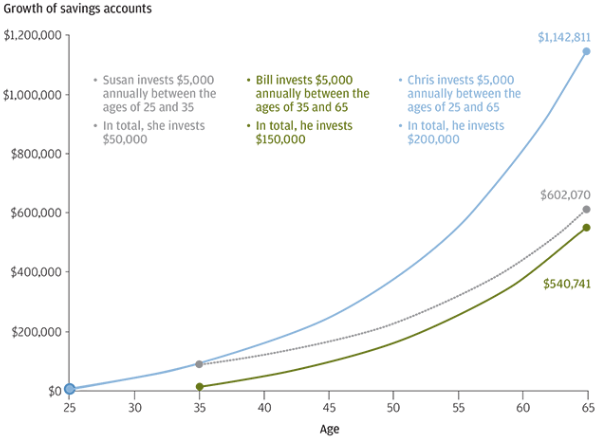 Growth of savings accounts
$1,200,000
$1,142,811
• Susan invests $5,000
annually between the
ages of 25 and 35
• In total, she invests
$50,000
• Bill invests $5,000
annually between the
ages of 35 and 65
• In total, he invests
$150,000
• Chris invests $5,000
annually between the
ages of 25 and 65
• In total, he invests
$200,000
$1,000,000
$800,000
$600,000
$602,070
$400,000
$540,741
$200,000
$0
25 30 35 40 45 50 55 60 65
Age